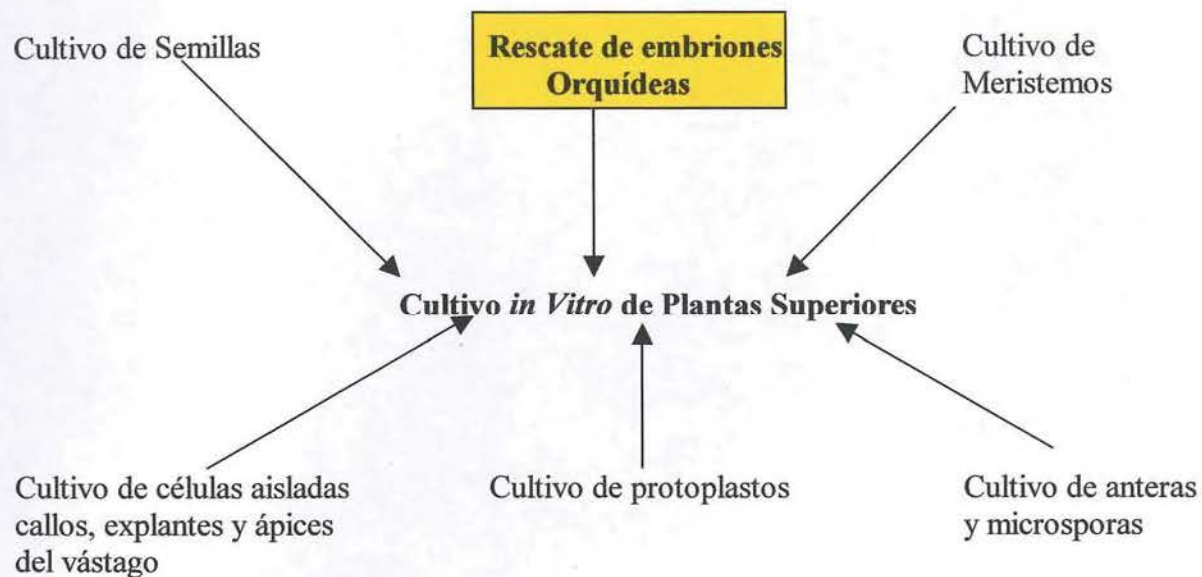 Cultivo de Semillas
Rescate de embriones
Orquídeas
Cultivo de
Meristemos
Cultivo in Vitro de Plantas Superiores
Cultivo de células aisladas
callos, explantes y ápices
del vástago
Cultivo de protoplastos
Cultivo de anteras
y microsporas